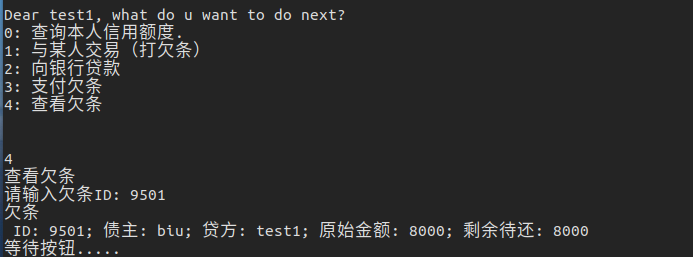 Dear test1, what do u want to do next?
0: 查询本人信用额度.
1: 与某人交易（打欠条）
2: 向银行贷款
3: 支付欠条
4: 查看欠条
4
查看欠条
请输入欠条ID: 9501
欠条
ID: 9501; 债主: biu; 贷方: test1; 原始金额: 8000; 剩余待还: 8000
等待按钮.....